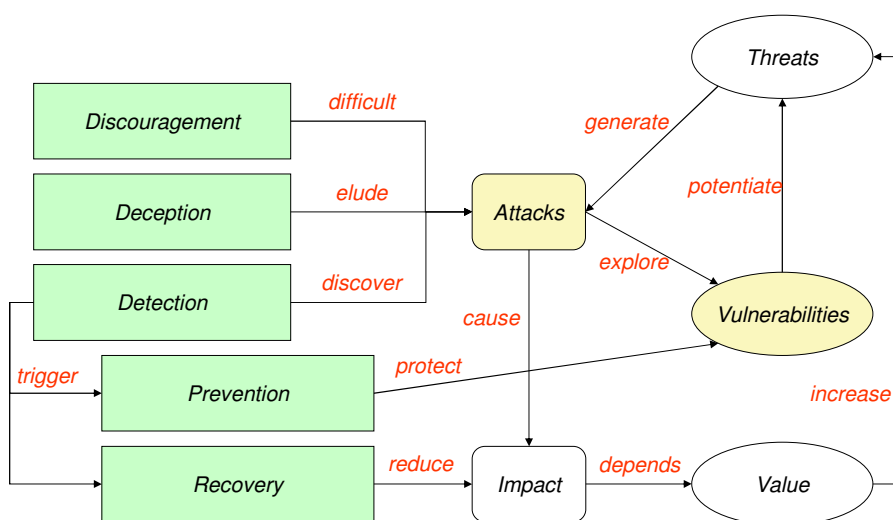 Threats
difficult
Discouragement
generate
potentiate
elude
Deception
Attacks
explore
discover
Detection
cause
Vulnerabilities
trigger
protect
Prevention
increase
reduce
depends
Recovery
Impact
Value